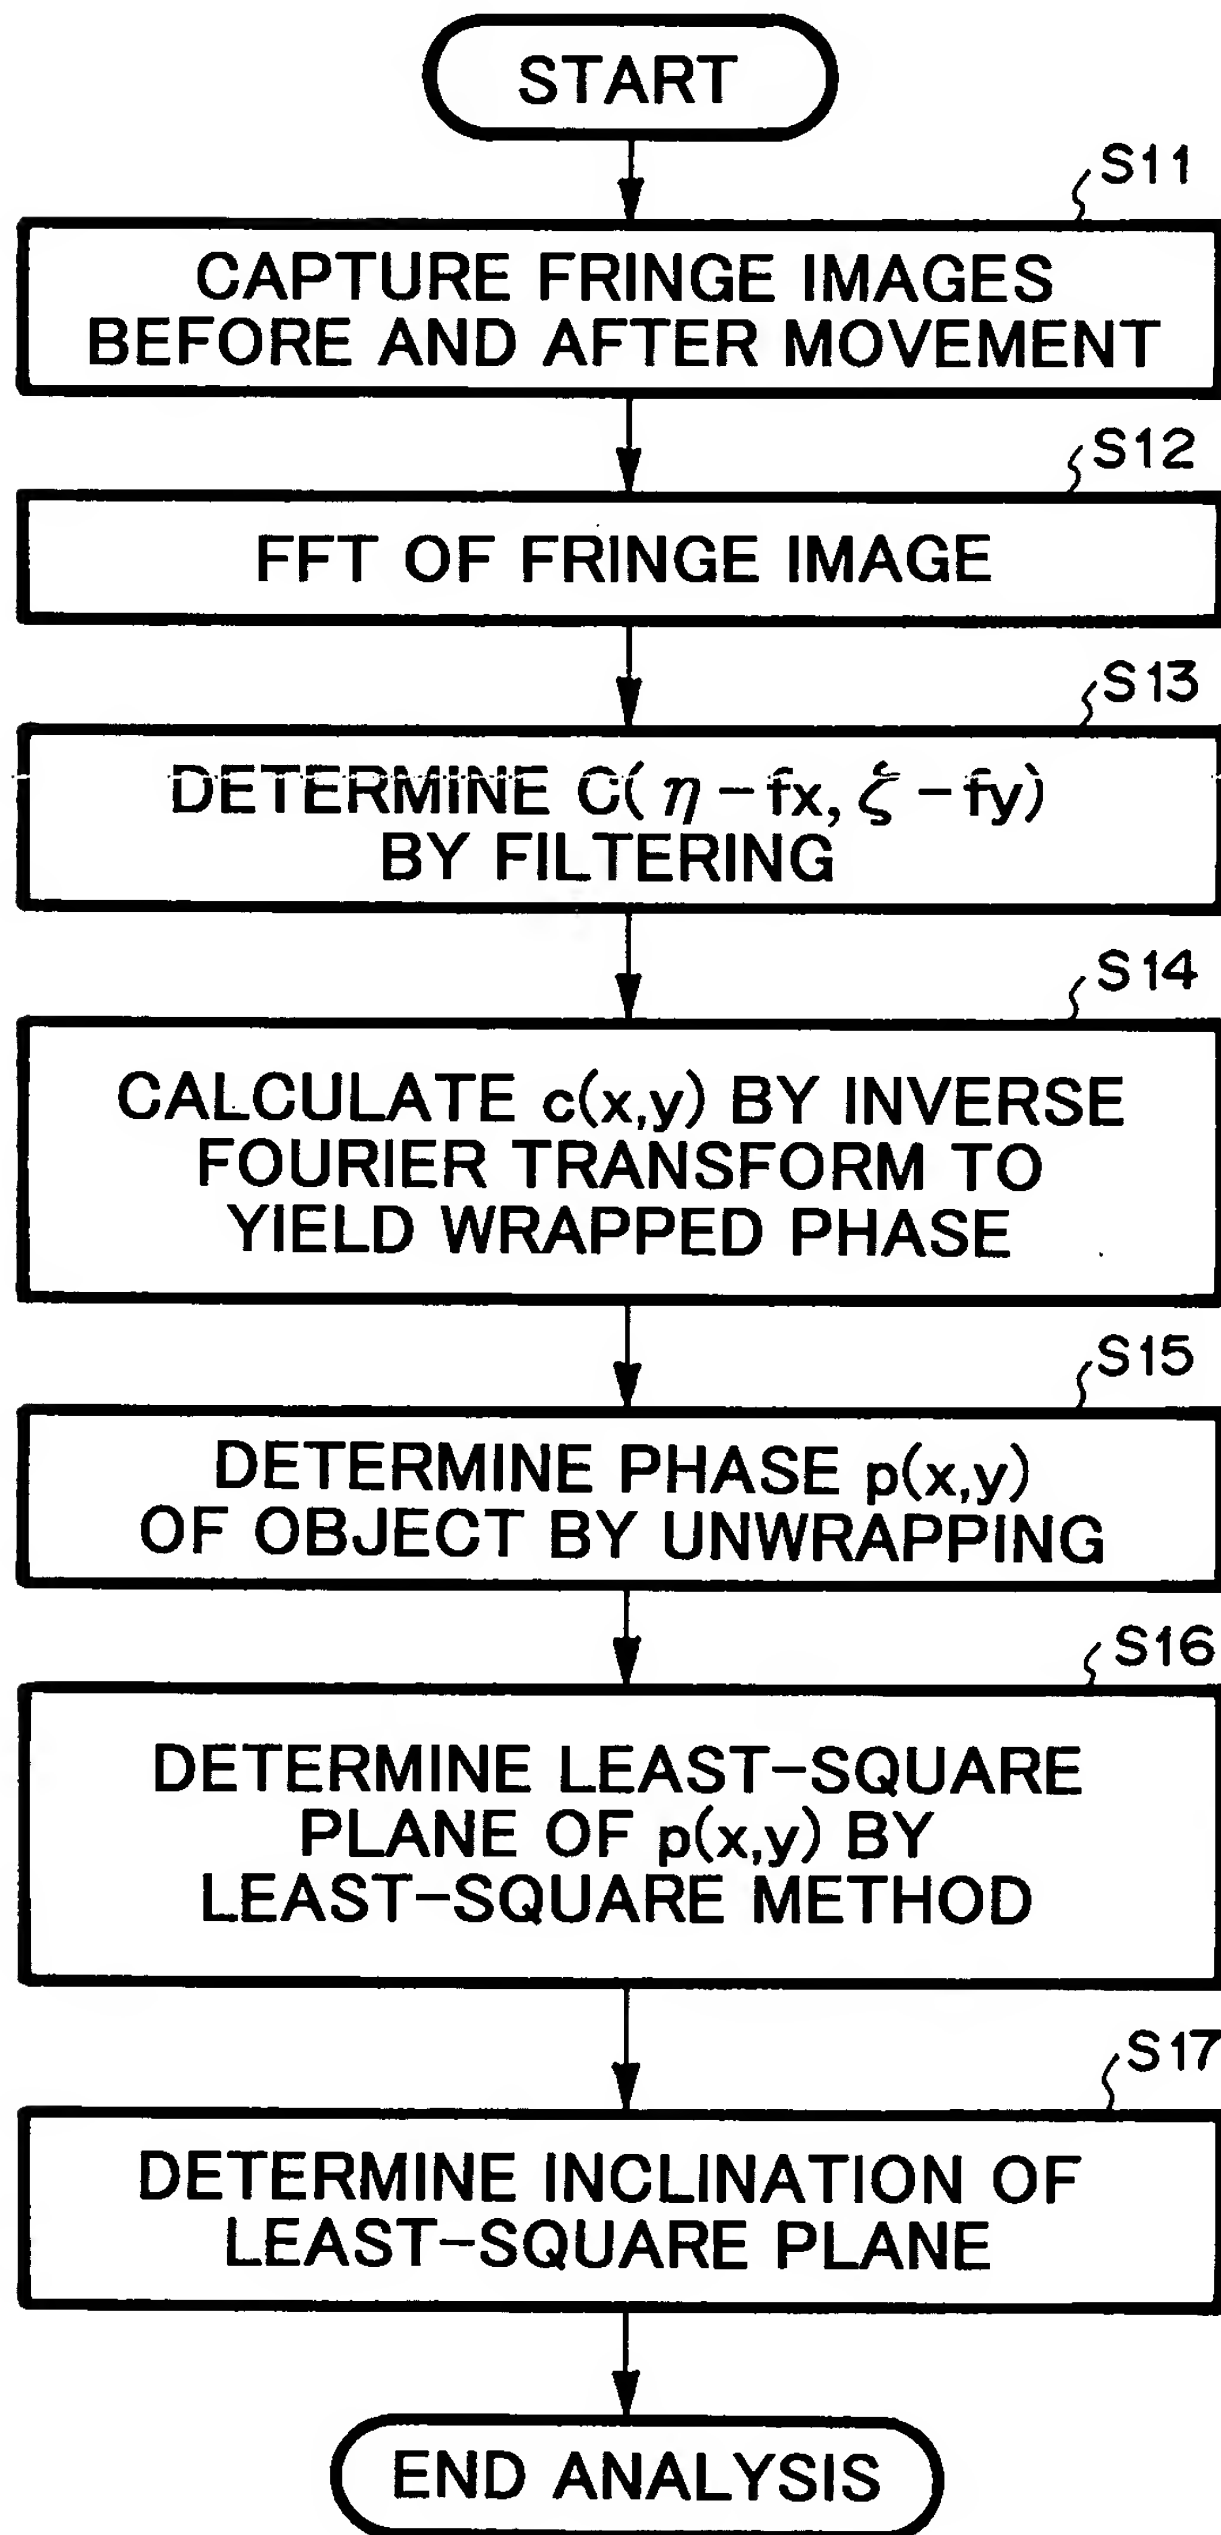 START
S11
CAPTURE FRINGE IMAGES
BEFORE AND AFTER MOVEMENT
S12
FFT OF FRINGE IMAGE
S13
DETERMINE C( η - fx, ζ - fy)
BY FILTERING
S14
CALCULATE c(x,y) BY INVERSE
FOURIER TRANSFORM TO
YIELD WRAPPED PHASE
S15
DETERMINE PHASE p(x,y)
OF OBJECT BY UNWRAPPING
S16
DETERMINE LEAST-SQUARE
PLANE OF p(x,y) BY
LEAST-SQUARE METHOD
S17
DETERMINE INCLINATION OF
LEAST-SQUARE PLANE
END ANALYSIS